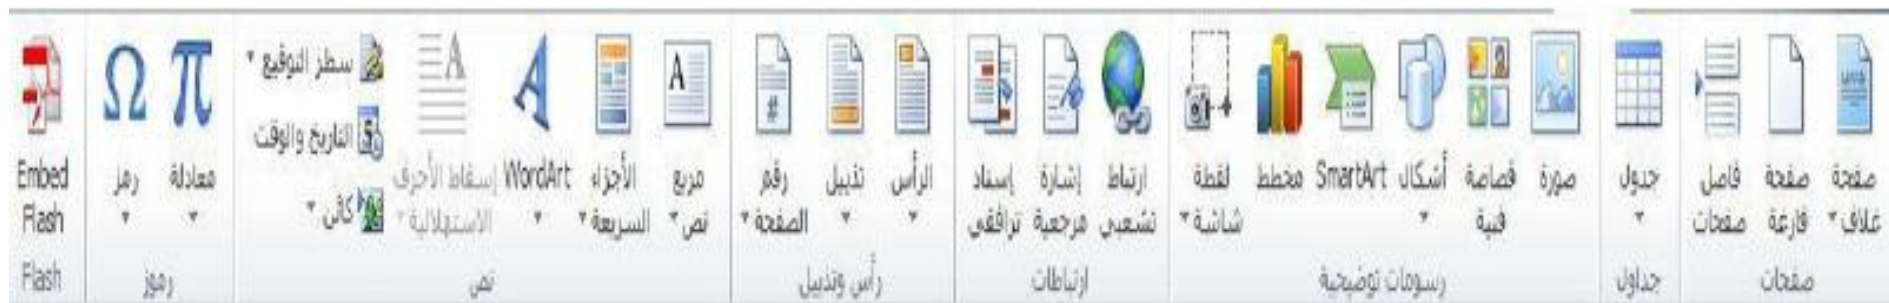 صفحة غلاف
صفحة فارغة
فاصل صفحات
صفحات
جدول
جداول
صورة
قصاصة فنية
أشكال
SmartArt
مخطط
لقطة شاشة
رسومات توضيحية
ارتباط تشعبي
إشارة مرجعية
إسناد ترافقي
ارتباطات
الرأس
تذييل
رقم الصفحة
#
رأس وتذييل
مربع نص
A
الأجزاء السريعة
WordArt
إسقاط الأحرف الاستهلالية
A
سطر التوقيع
التاريخ والوقت
5
كائن
نص
معادلة
π
رمز
Ω
رموز
Embed Flash
Flash